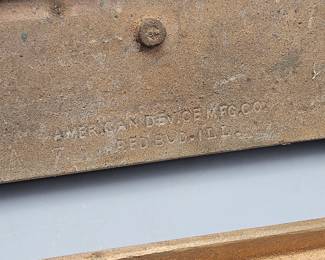 AMERICAN DEVICE MFG. CO.
RED BUD. ILL.